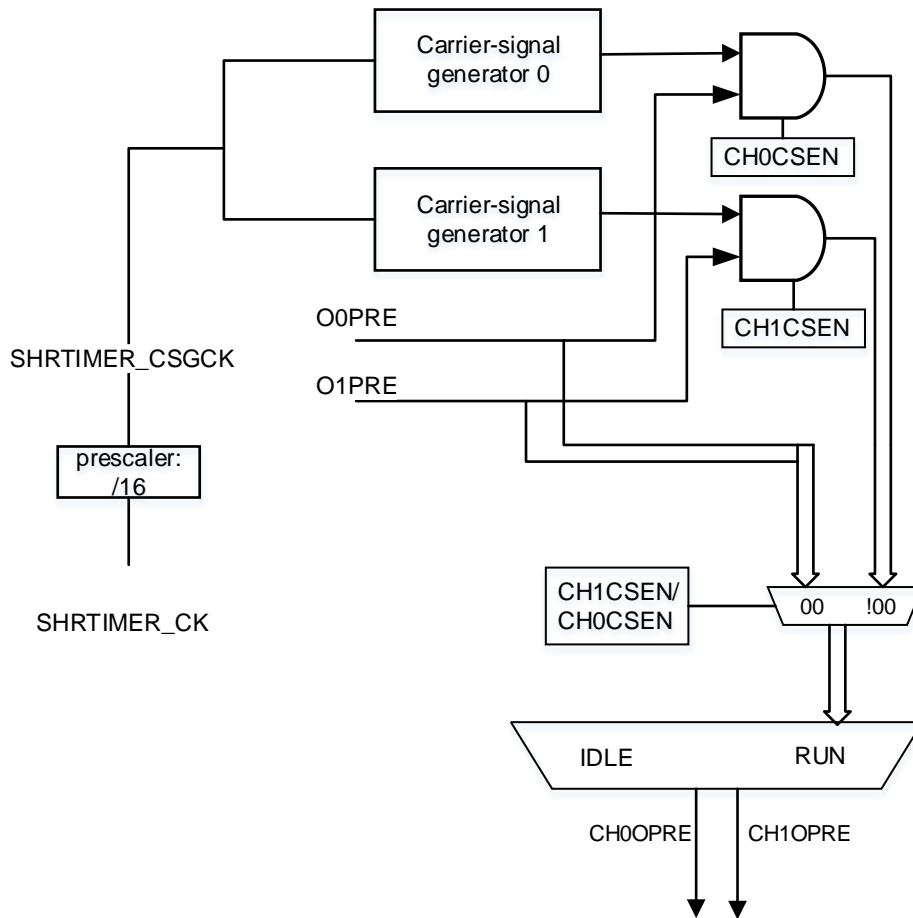 Carrier-signal
generator 0
CH0CSEN
Carrier-signal
generator 1
CH1CSEN
O0PRE
SHRTIMER_CSGCK
O1PRE
prescaler:
/16
SHRTIMER_CK
CH1CSEN/
CH0CSEN
00 !00
IDLE RUN
CH0OPRE CH1OPRE